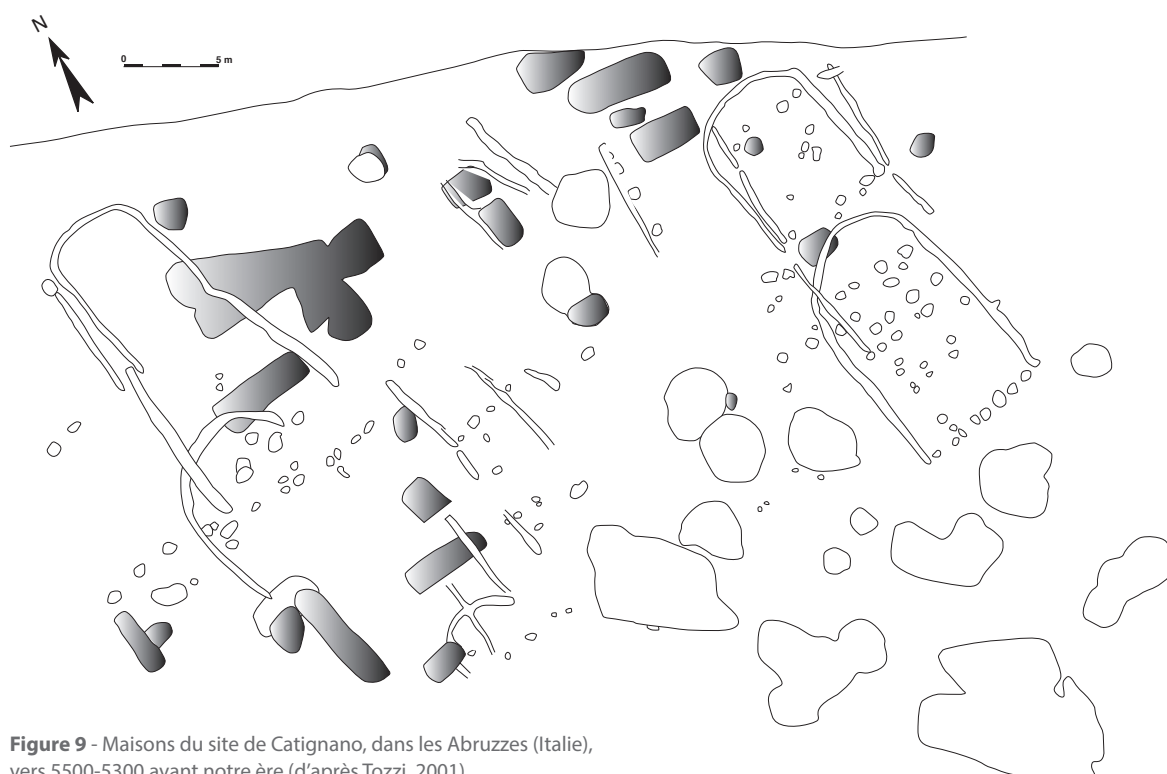 N
0 5 m
Figure 9 - Maisons du site de Catignano, dans les Abruzzes (Italie),
vers 5500-5300 avant notre ère (d'après Tozzi, 2001)